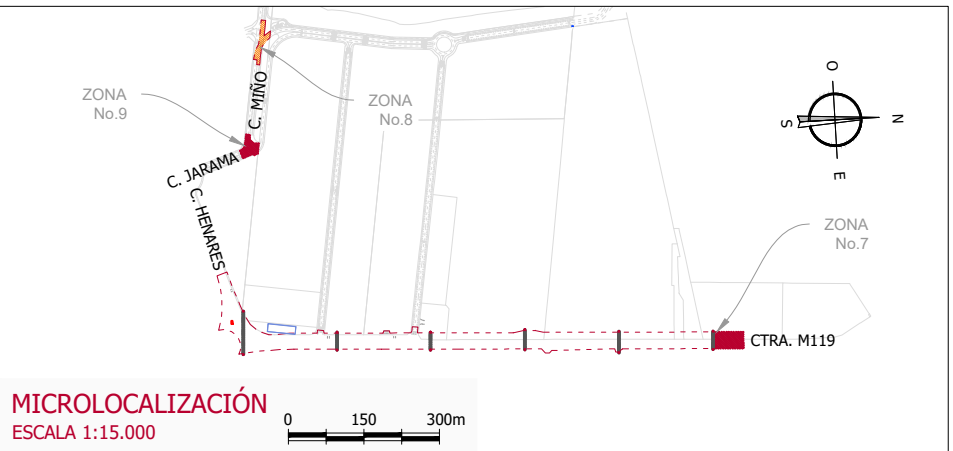 ZONA
No.9
C. MIÑO
ZONA
No.8
C. JARAMA
C. HENARES
O
S
N
E
ZONA
No.7
CTRA. M119
MICROLOCALIZACIÓN
ESCALA 1:15.000
0 150 300m